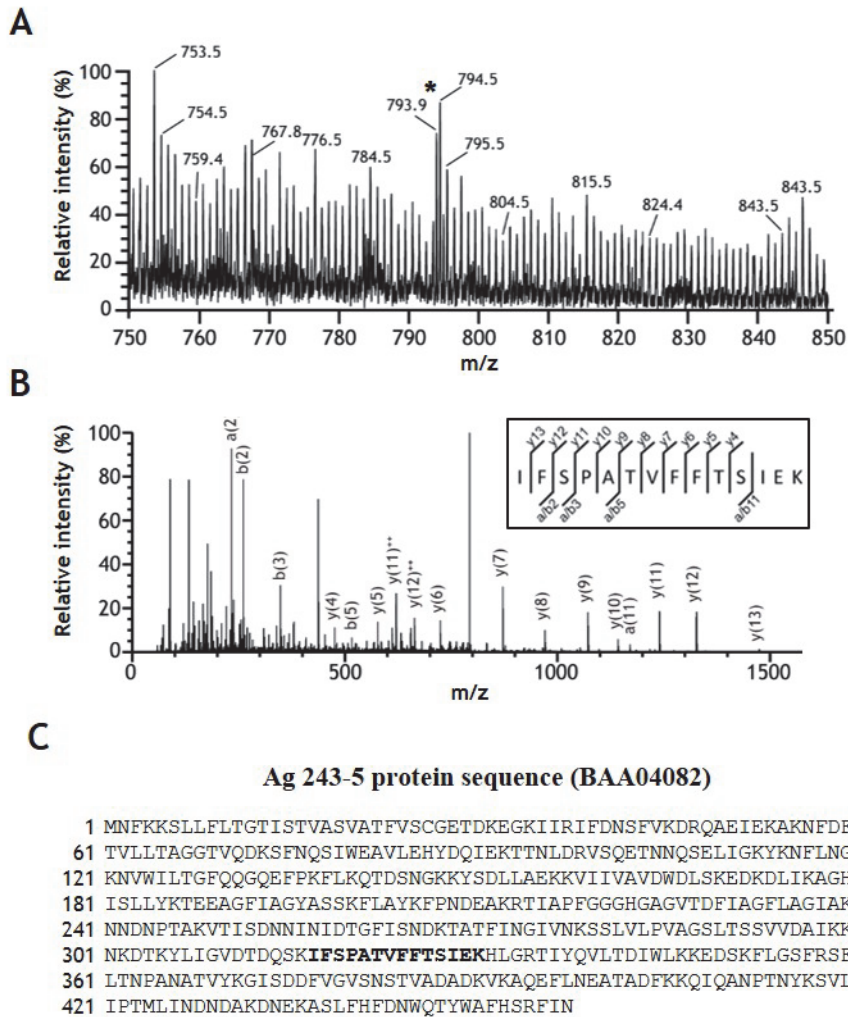 A
Relative intensity (%)
100
80
60
40
20
0
753.5
754.5
759.4
767.8
776.5
784.5
*
793.9
794.5
795.5
804.5
815.5
824.4
843.5
843.5
750 760 770 780 790 800 810 820 830 840 850
m/z
B
Relative intensity (%)
100
80
60
40
20
0
a(2
b(2)
b(3)
y(4)
b(5)
y(5)
y(11)++
y(12)++
y(6)
y(7)
y(8)
y(9)
y(10)
a(11)
y(11)
y(12)
y(13)
y13 y12 y11 y10 y9 y8 y7 y6 y5 y4
I F S P A T V F F T S I E K
a/b2 a/b3 a/b5 a/b11
0 500 1000 1500
m/z
C
Ag 243-5 protein sequence (BAA04082)
1 MNFKKSLLFLTGTISTVASVATFVSCGETDKEGKIIRIFDNSFVKDRQAEIEKAKNFDE
61 TVLLTAGGTVQDKSFNQSIWEAVLEHYDQIEKTTNLDRVSQETNNQSELIGKYKNFLNG
121 KNVWILTGFQQGQEFPKFLKQTDSNGKKYSDLLAEKKVIIVAVDWDLSKEDKDLIKAGH
181 ISLLYKTEEAGFIAGYASSKFLAYKFPNDEAKRTIAPFGGGHGAGVTDFIAGFLAGIAK
241 NNDNPTAKVTISDNNININIDTGFISNDKTATFINGIVNKSSLVLPVAGSLTSSVVDAIKK
301 NKDTKYLIGVDTDQSKIFSPATVFFTSIEKHLGRTIYQVLTDIWLKKEDSKFLGSFRSE
361 LTNPANATVYKGISDDFVGVSNSTVADADKVKAQEFLNEATADFKKQIQANPTNYKSVL
421 IPTMLINDNDAKDNEKASLFHFDNWQTYWAFHSRFIN